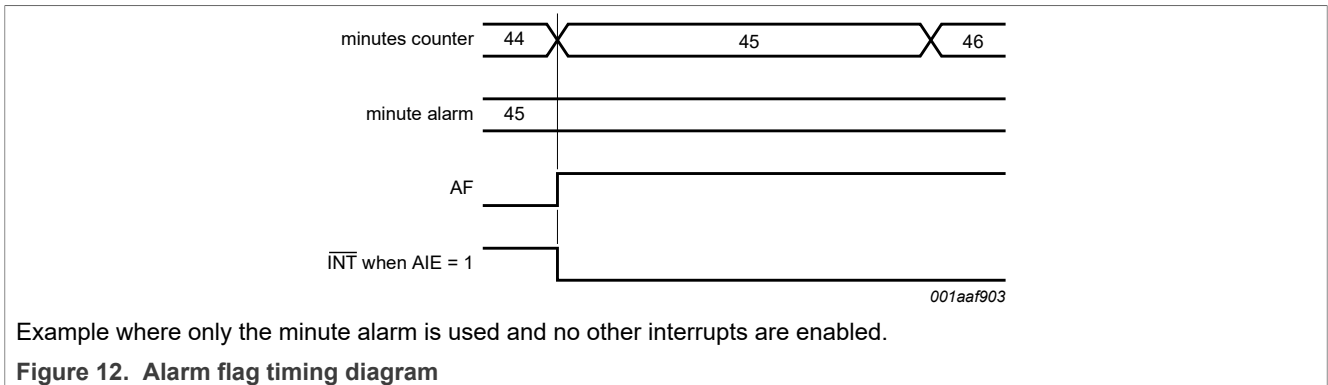 minutes counter 44 45 46
minute alarm 45
AF
INT when AIE = 1
001aaf903
Example where only the minute alarm is used and no other interrupts are enabled.
Figure 12. Alarm flag timing diagram